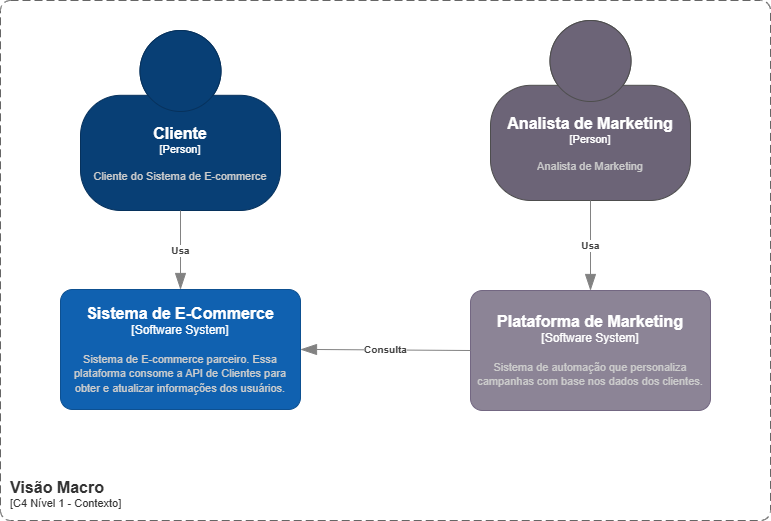 Cliente
[Person]
Cliente do Sistema de E-commerce
Analista de Marketing
[Person]
Analista de Marketing
Usa
Usa
Sistema de E-Commerce
[Software System]
Sistema de E-commerce parceiro. Essa
plataforma consome a API de Clientes para
obter e atualizar informações dos usuários.
Consulta
Plataforma de Marketing
[Software System]
Sistema de automação que personaliza
campanhas com base nos dados dos clientes.
Visão Macro
[C4 Nível 1 - Contexto]